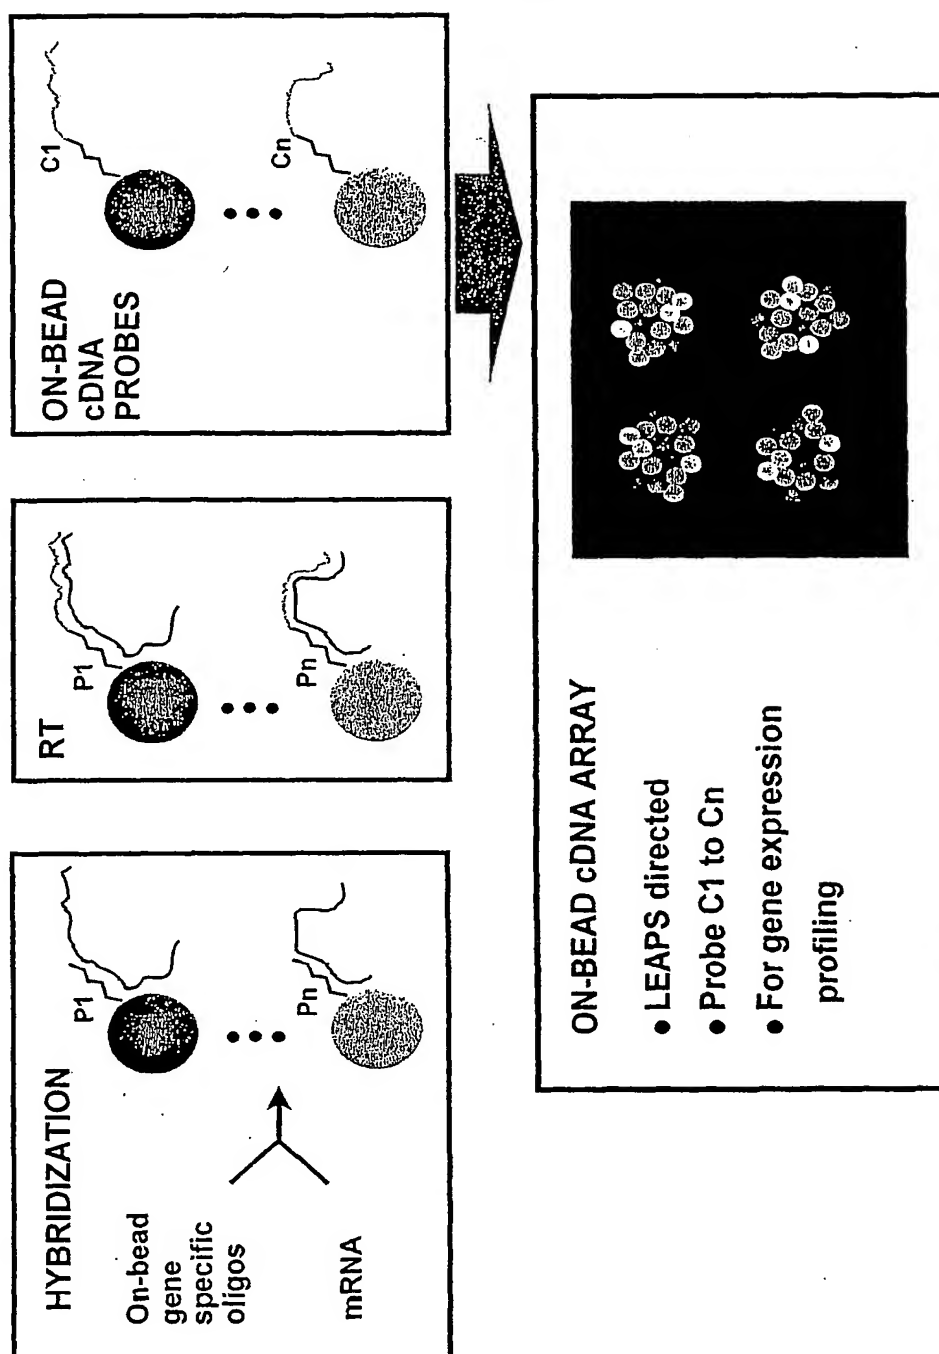 HYBRIDIZATION
On-bead
gene
specific
oligos
mRNA
P1
Pn
RT
P1
Pn
ON-BEAD
cDNA
PROBES
C1
Cn
ON-BEAD cDNA ARRAY
• LEAPS directed
• Probe C1 to Cn
• For gene expression
profiling